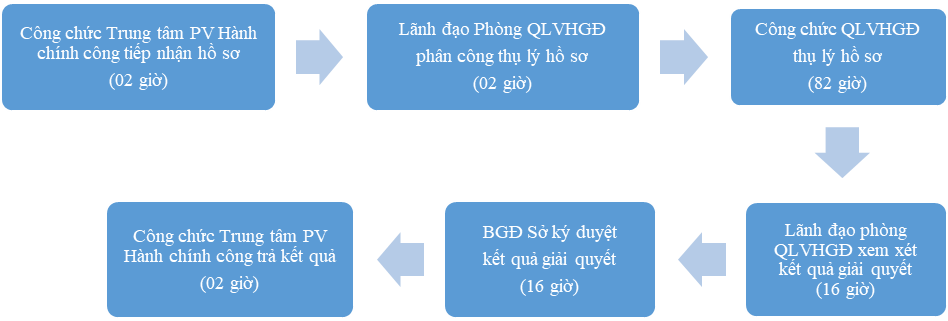 Công chức Trung tâm PV Hành
chính công tiếp nhận hồ sơ
(02 giờ)
Lãnh đạo Phòng QLVHGĐ
phân công thụ lý hồ sơ
(02 giờ)
Công chức QLVHGĐ
thụ lý hồ sơ
(82 giờ)
Lãnh đạo phòng
QLVHGĐ xem xét
kết quả giải quyết
(16 giờ)
BGĐ Sở ký duyệt
kết quả giải quyết
(16 giờ)
Công chức Trung tâm PV
Hành chính công trả kết quả
(02 giờ)